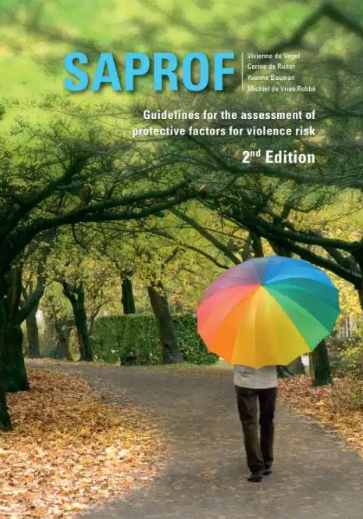 SAPROF
Vivienne de Vogel
Corine de Ruiter
Yvonne Bouman
Michiel de Vries Robbé
Guidelines for the assessment of
protective factors for violence risk
2nd Edition